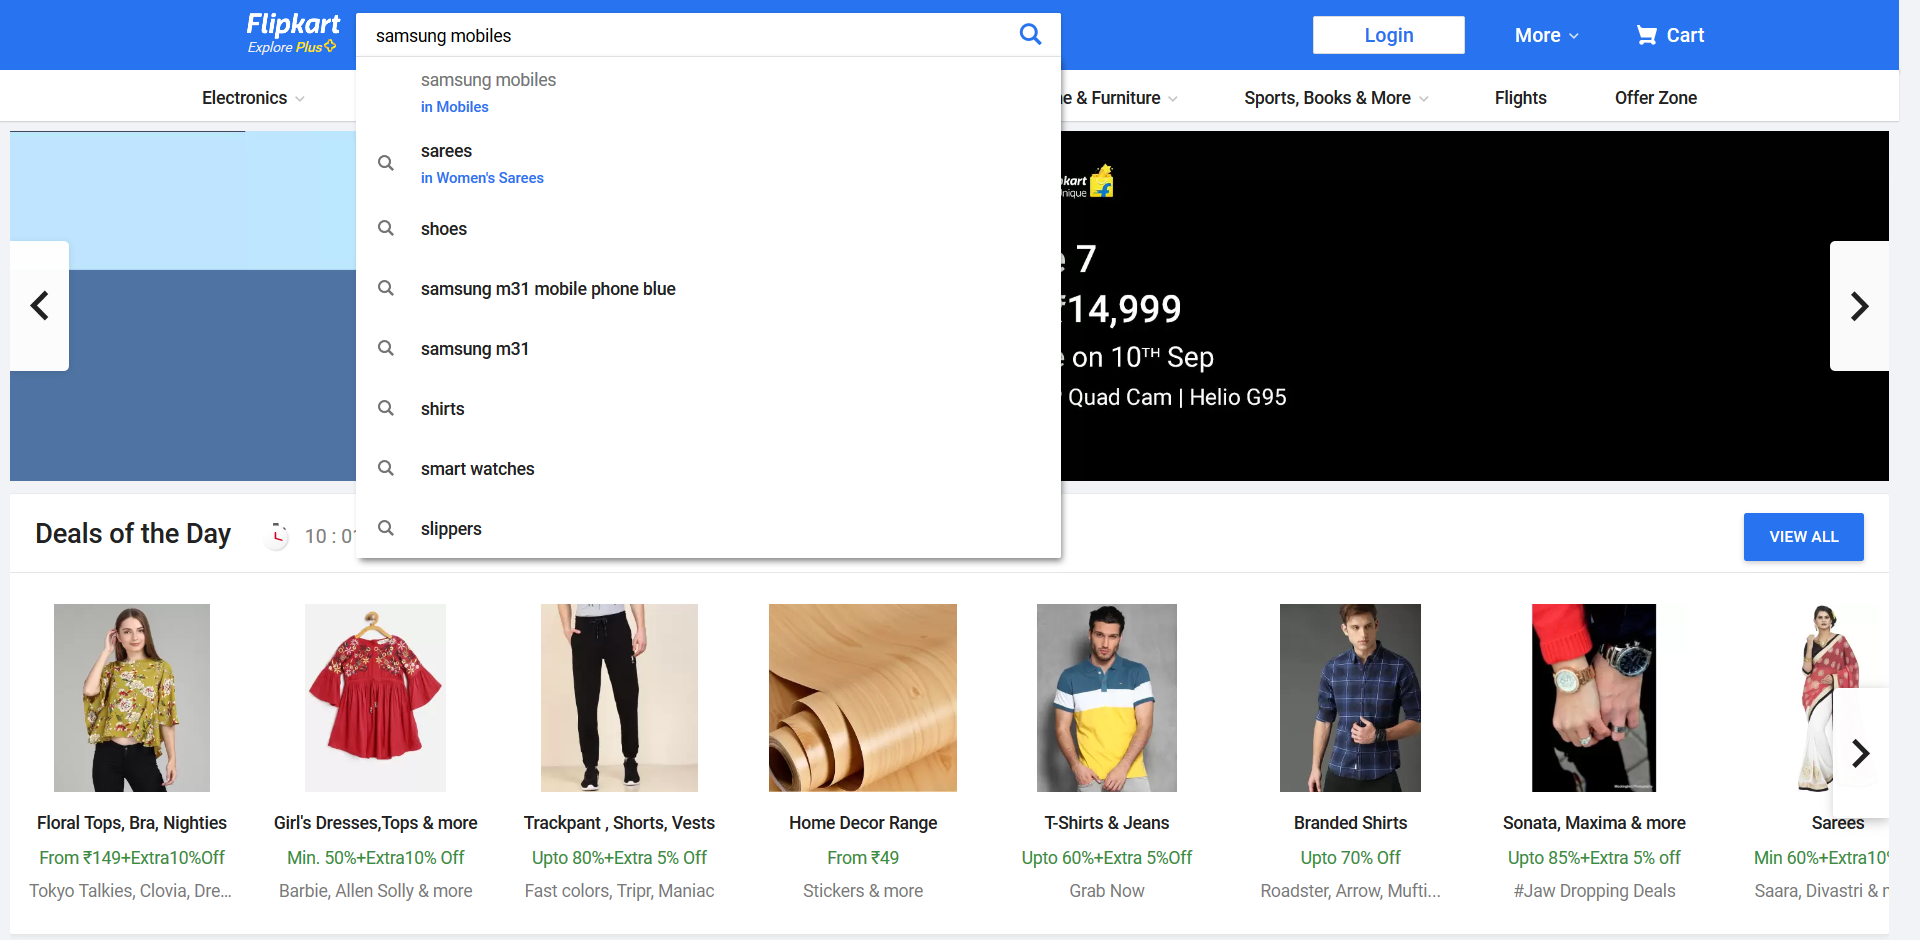 Flipkart
Explore Plus
samsung mobiles
Login
More
Cart
Electronics
& Furniture
Sports, Books & More
Flights
Offer Zone
samsung mobiles
in Mobiles
sarees
in Women's Sarees
shoes
samsung m31 mobile phone blue
samsung m31
shirts
smart watches
slippers
7
₹14,999
on 10TH Sep
Quad Cam | Helio G95
Deals of the Day
10 : 01
VIEW ALL
Floral Tops, Bra, Nighties
From ₹149+Extra10%Off
Tokyo Talkies, Clovia, Dre...
Girl's Dresses,Tops & more
Min. 50%+Extra10% Off
Barbie, Allen Solly & more
Trackpant , Shorts, Vests
Upto 80%+Extra 5% Off
Fast colors, Tripr, Maniac
Home Decor Range
From ₹49
Stickers & more
T-Shirts & Jeans
Upto 60%+Extra 5%Off
Grab Now
Branded Shirts
Upto 70% Off
Roadster, Arrow, Mufti...
Sonata, Maxima & more
Upto 85%+Extra 5% off
#Jaw Dropping Deals
Sarees
Min 60%+Extra10%
Saara, Divastri &